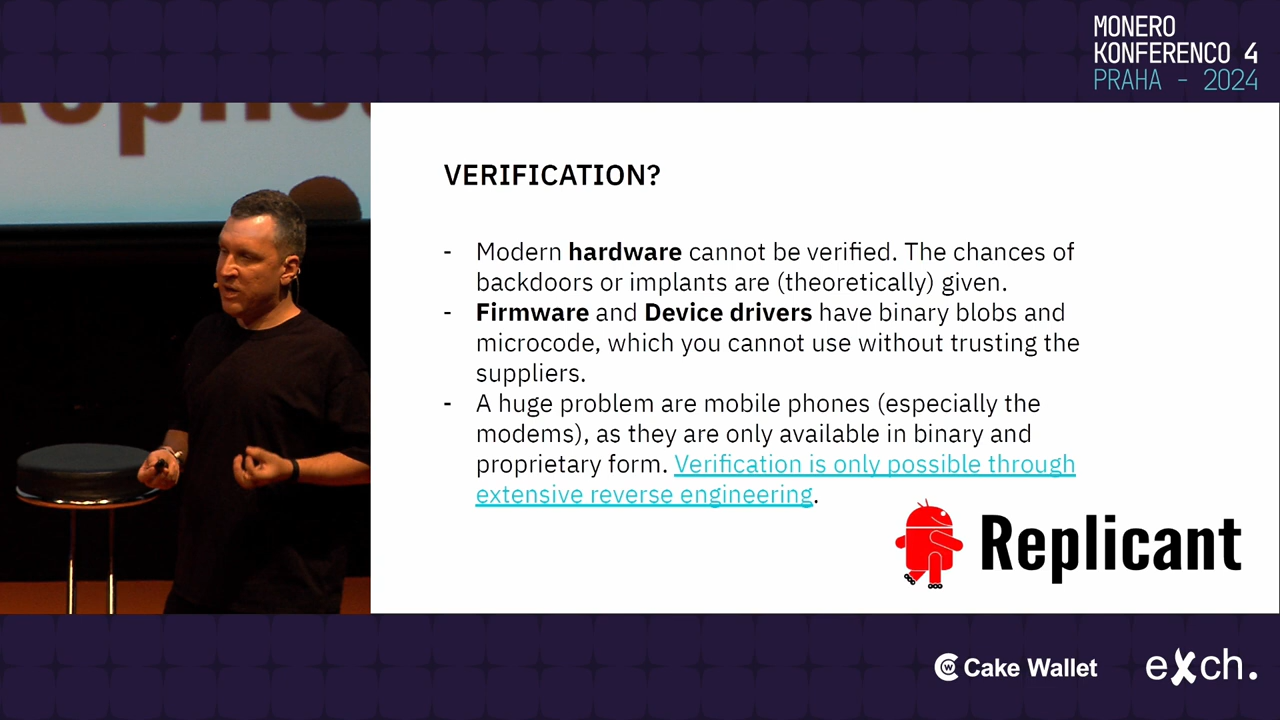 MONERO
KONFERENCO 4
PRAHA - 2024
VERIFICATION?
- Modern hardware cannot be verified. The chances of
backdoors or implants are (theoretically) given.
- Firmware and Device drivers have binary blobs and
microcode, which you cannot use without trusting the
suppliers.
- A huge problem are mobile phones (especially the
modems), as they are only available in binary and
proprietary form. Verification is only possible through
extensive reverse engineering.
Replicant
Cake Wallet
eXch.